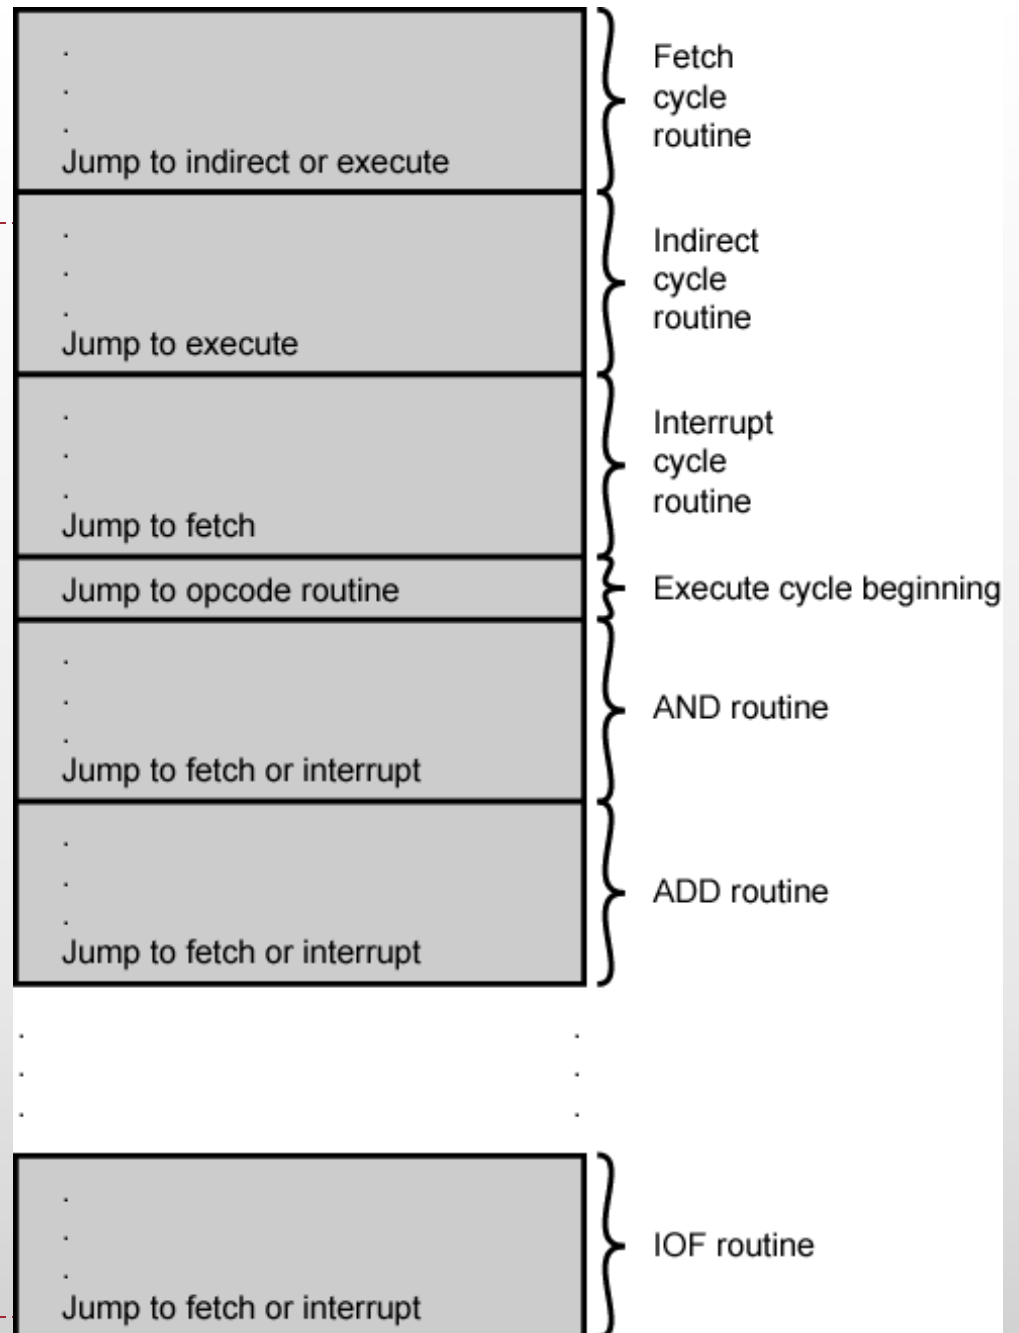 Fetch
cycle
routine
Jump to indirect or execute
Indirect
cycle
routine
Jump to execute
Interrupt
cycle
routine
Jump to fetch
Jump to opcode routine
Execute cycle beginning
AND routine
Jump to fetch or interrupt
ADD routine
Jump to fetch or interrupt
IOF routine
Jump to fetch or interrupt